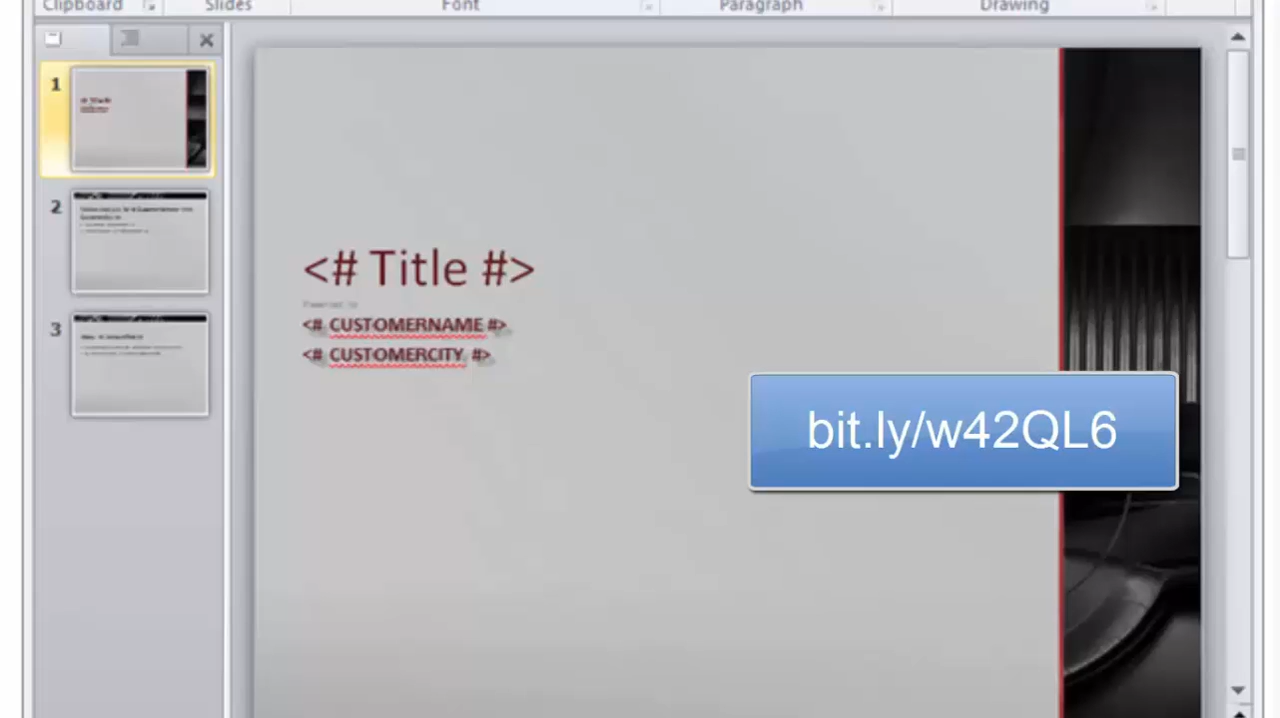 Clipboard
Slides
Font
Paragraph
Drawing
1
2
3
<# Title #>
<# CUSTOMERNAME #>
<# CUSTOMERCITY #>
bit.ly/w42QL6